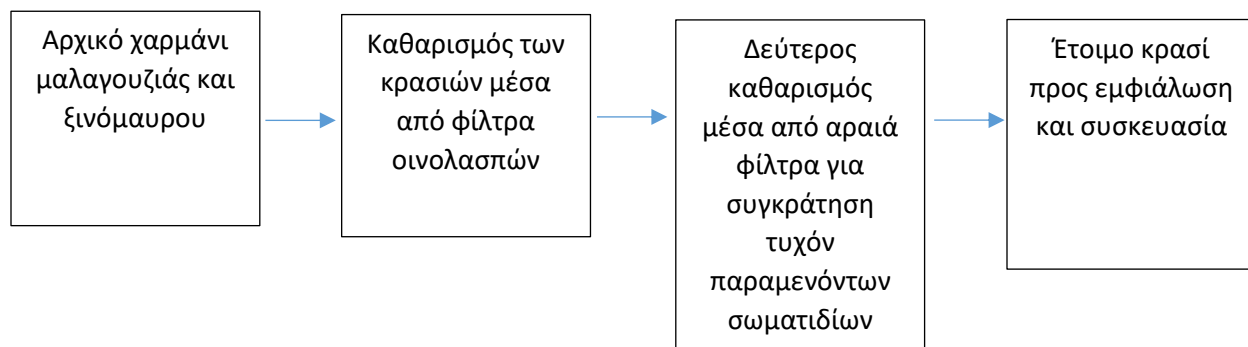 Αρχικό χαρμάνι
μαλαγουζιάς και
ξινόμαυρου
Καθαρισμός των
κρασιών μέσα
από φίλτρα
οινολασπών
Δεύτερος
καθαρισμός
μέσα από αραιά
φίλτρα για
συγκράτηση
τυχόν
παραμενόντων
σωματιδίων
Έτοιμο κρασί
προς εμφιάλωση
και συσκευασία